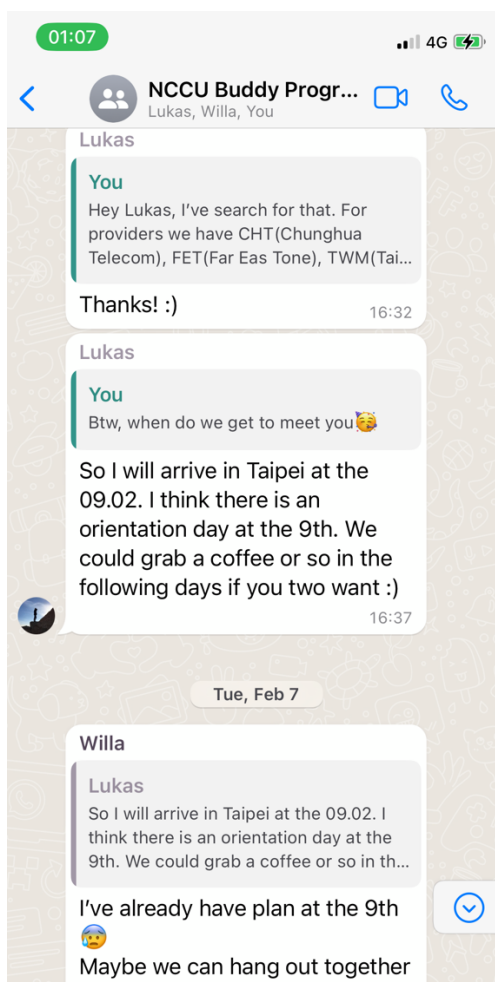 01:07
4G
NCCU Buddy Progr...
Lukas, Willa, You
Lukas
You
Hey Lukas, I’ve search for that. For
providers we have CHT(Chunghua
Telecom), FET(Far Eas Tone), TWM(Tai...
Thanks! :)
16:32
Lukas
You
Btw, when do we get to meet you🥳
So I will arrive in Taipei at the
09.02. I think there is an
orientation day at the 9th. We
could grab a coffee or so in the
following days if you two want :)
16:37
Tue, Feb 7
Willa
Lukas
So I will arrive in Taipei at the 09.02. I
think there is an orientation day at the
9th. We could grab a coffee or so in th...
I’ve already have plan at the 9th
😰
Maybe we can hang out together